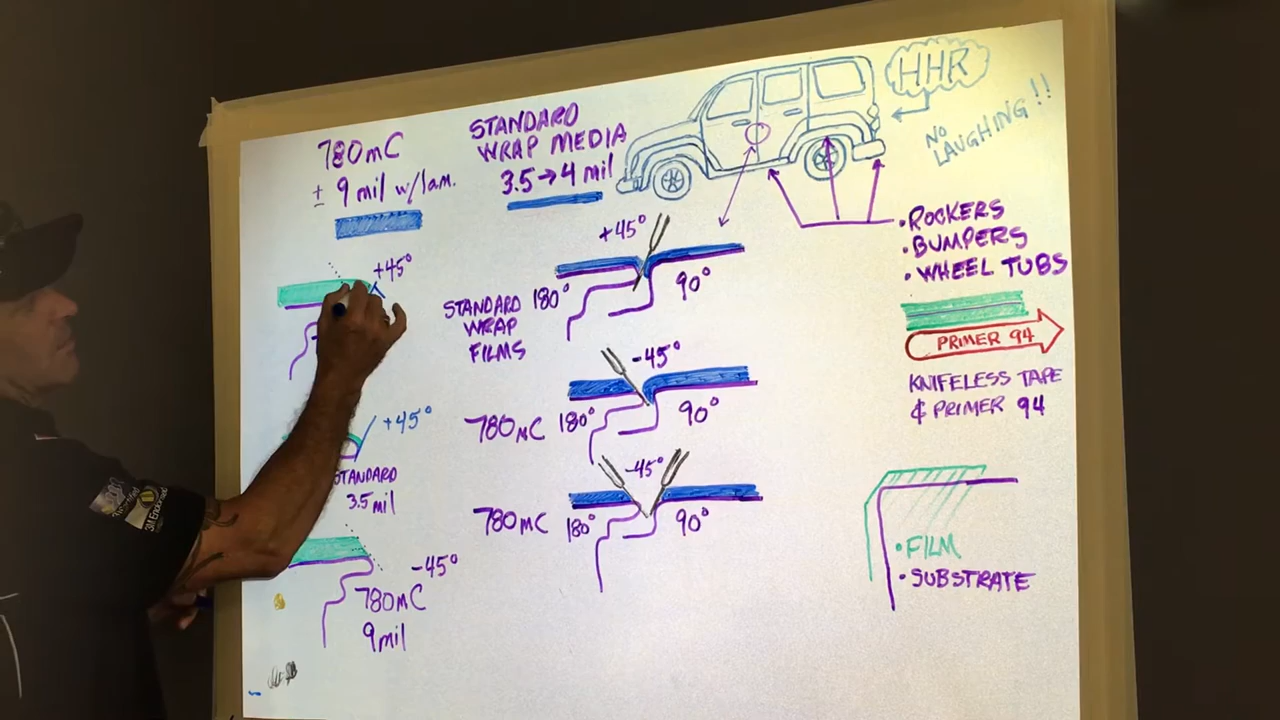 780mC
± 9 mil w/lam.
+45°
+45°
STANDARD
3.5 mil
-45°
780mC
9 mil
STANDARD
WRAP MEDIA
3.5→4 mil
+45°
180°
90°
STANDARD
WRAP
FILMS
-45°
780mC
180°
90°
-45°
780mC
180°
90°
HHR
NO
LAUGHING!!
•ROCKERS
•BUMPERS
•WHEEL TUBS
PRIMER 94
KNIFELESS TAPE
& PRIMER 94
•FILM
•SUBSTRATE